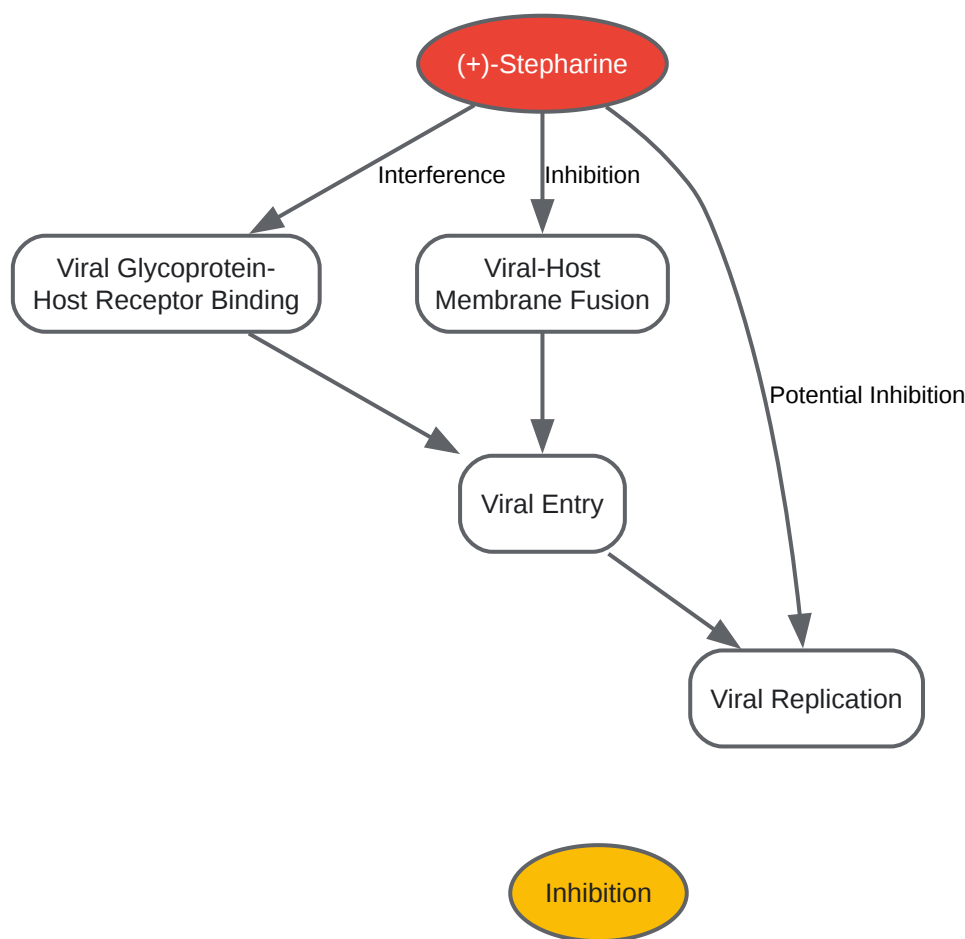 (+)-Stepharine
Interference
Inhibition
Viral Glycoprotein-
Host Receptor Binding
Viral-Host
Membrane Fusion
Potential Inhibition
Viral Entry
Viral Replication
Inhibition